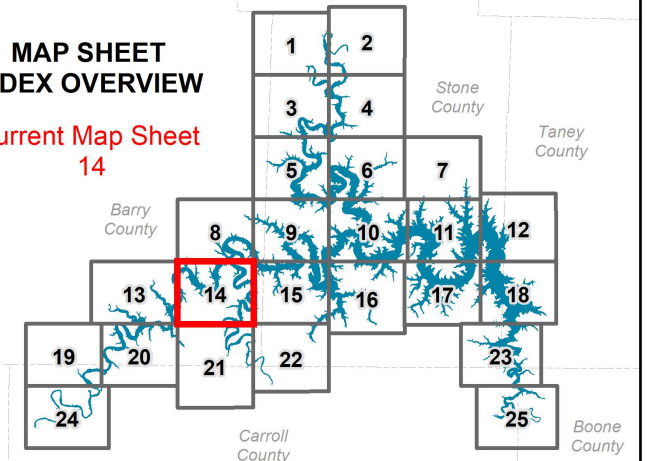 MAP SHEET
DEX OVERVIEW
urrent Map Sheet
14
1
2
3
4
Stone
County
Taney
County
5
6
7
Barry
County
8
9
10
11
12
13
14
15
16
17
18
19
20
21
22
23
24
25
Carroll
County
Boone
County